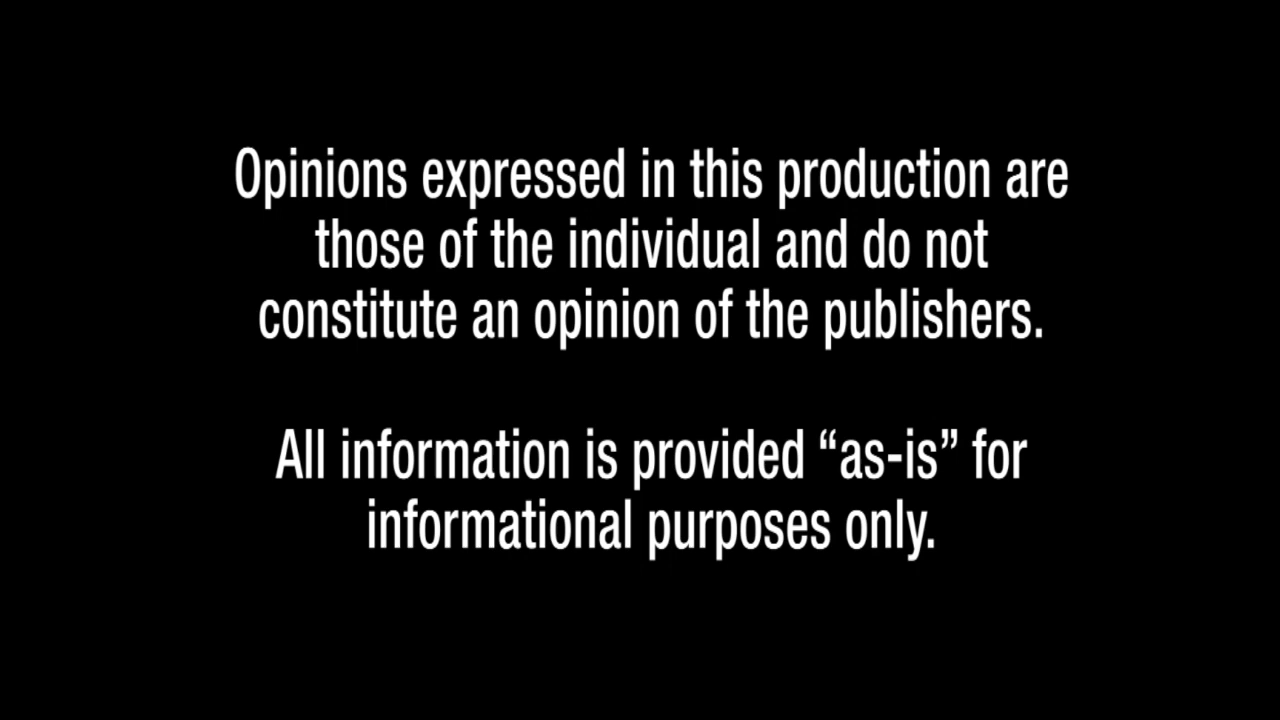 Opinions expressed in this production are
those of the individual and do not
constitute an opinion of the publishers.
All information is provided “as-is” for
informational purposes only.